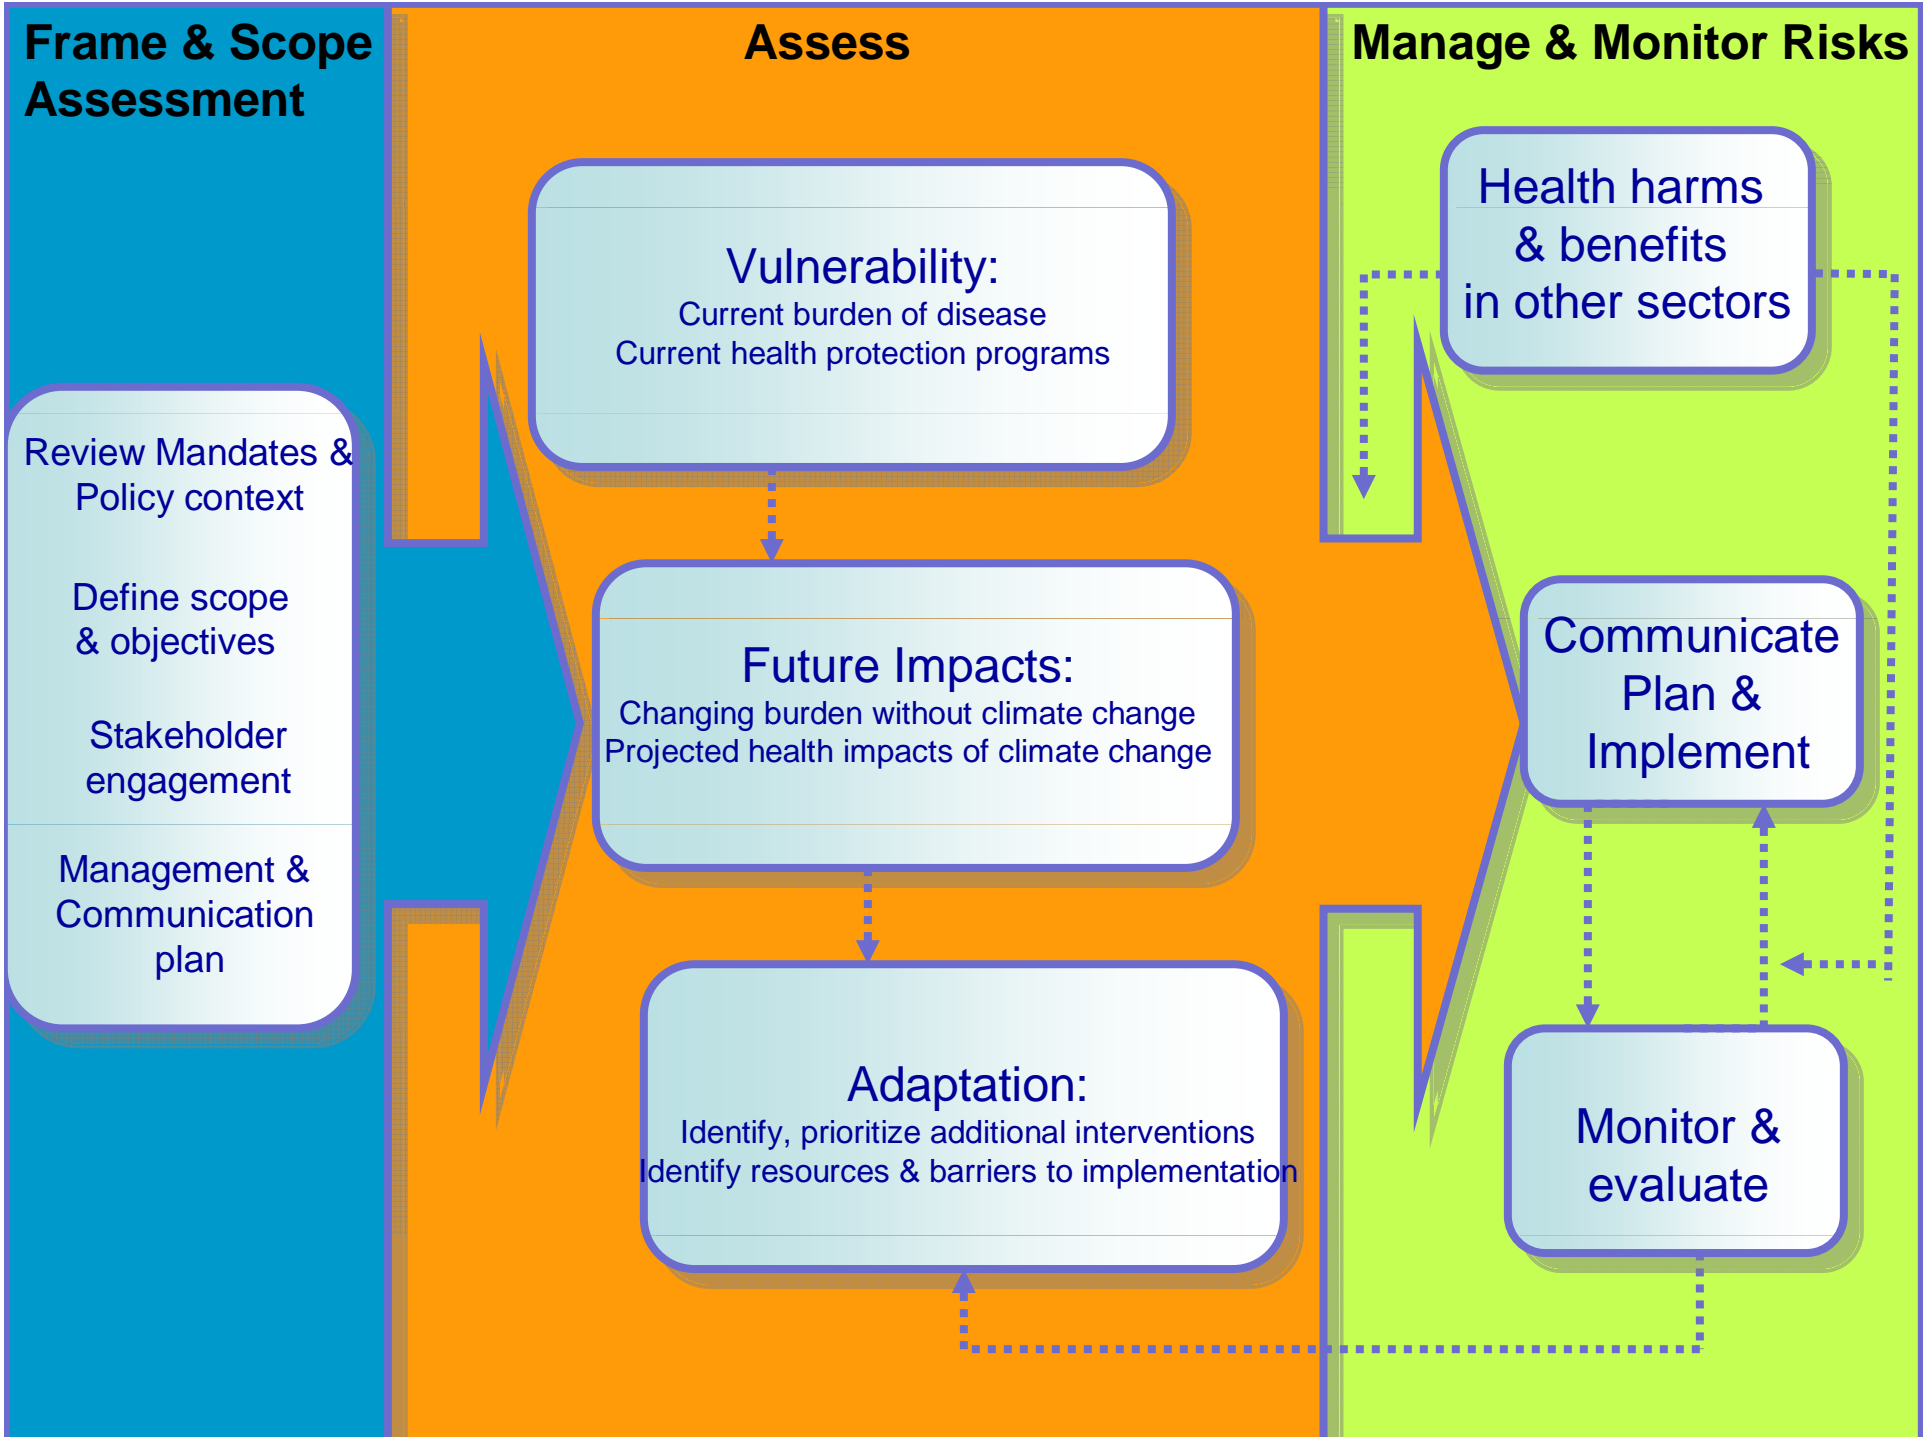 Frame & Scope
Assessment
Review Mandates &
Policy context
Define scope
& objectives
Stakeholder
engagement
Management &
Communication
plan
Assess
Vulnerability:
Current burden of disease
Current health protection programs
Future Impacts:
Changing burden without climate change
Projected health impacts of climate change
Adaptation:
Identify, prioritize additional interventions
Identify resources & barriers to implementation
Manage & Monitor Risks
Health harms
& benefits
in other sectors
Communicate
Plan &
Implement
Monitor &
evaluate